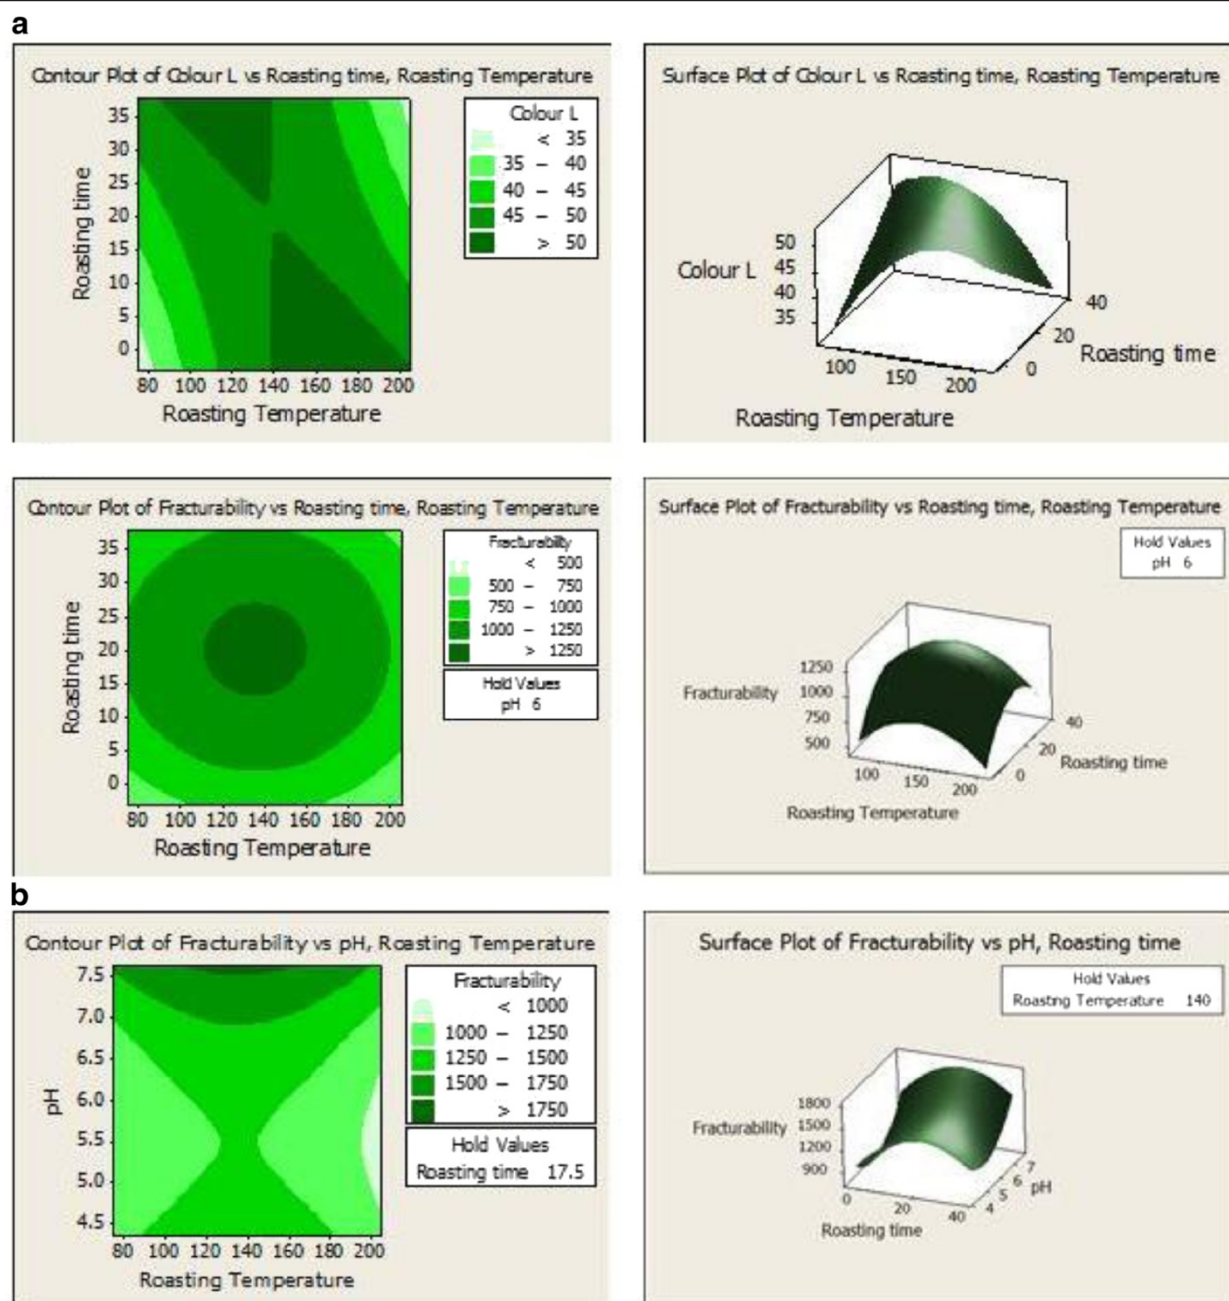 a
Contour Plot of Colour L vs Roasting time, Roasting Temperature
35
30
25
20
15
10
5
0
Roasting time
80 100 120 140 160 180 200
Roasting Temperature
Colour L
< 35
35 – 40
40 – 45
45 – 50
> 50
Surface Plot of Colour L vs Roasting time, Roasting Temperature
Colour L
50
45
40
35
100 150 200
Roasting Temperature
0 20 40
Roasting time
Contour Plot of Fracturability vs Roasting time, Roasting Temperature
35
30
25
20
15
10
5
0
Roasting time
80 100 120 140 160 180 200
Roasting Temperature
Fracturability
< 500
500 – 750
750 – 1000
1000 – 1250
> 1250
Hold Values
pH 6
Surface Plot of Fracturability vs Roasting time, Roasting Temperature
Hold Values
pH 6
Fracturability
1250
1000
750
500
100 150 200
Roasting Temperature
0 20 40
Roasting time
b
Contour Plot of Fracturability vs pH, Roasting Temperature
7.5
7.0
6.5
6.0
5.5
5.0
4.5
pH
80 100 120 140 160 180 200
Roasting Temperature
Fracturability
< 1000
1000 – 1250
1250 – 1500
1500 – 1750
> 1750
Hold Values
Roasting time 17.5
Surface Plot of Fracturability vs pH, Roasting time
Hold Values
Roasting Temperature 140
Fracturability
1800
1500
1200
900
0 20 40
Roasting time
4 5 6 7
pH